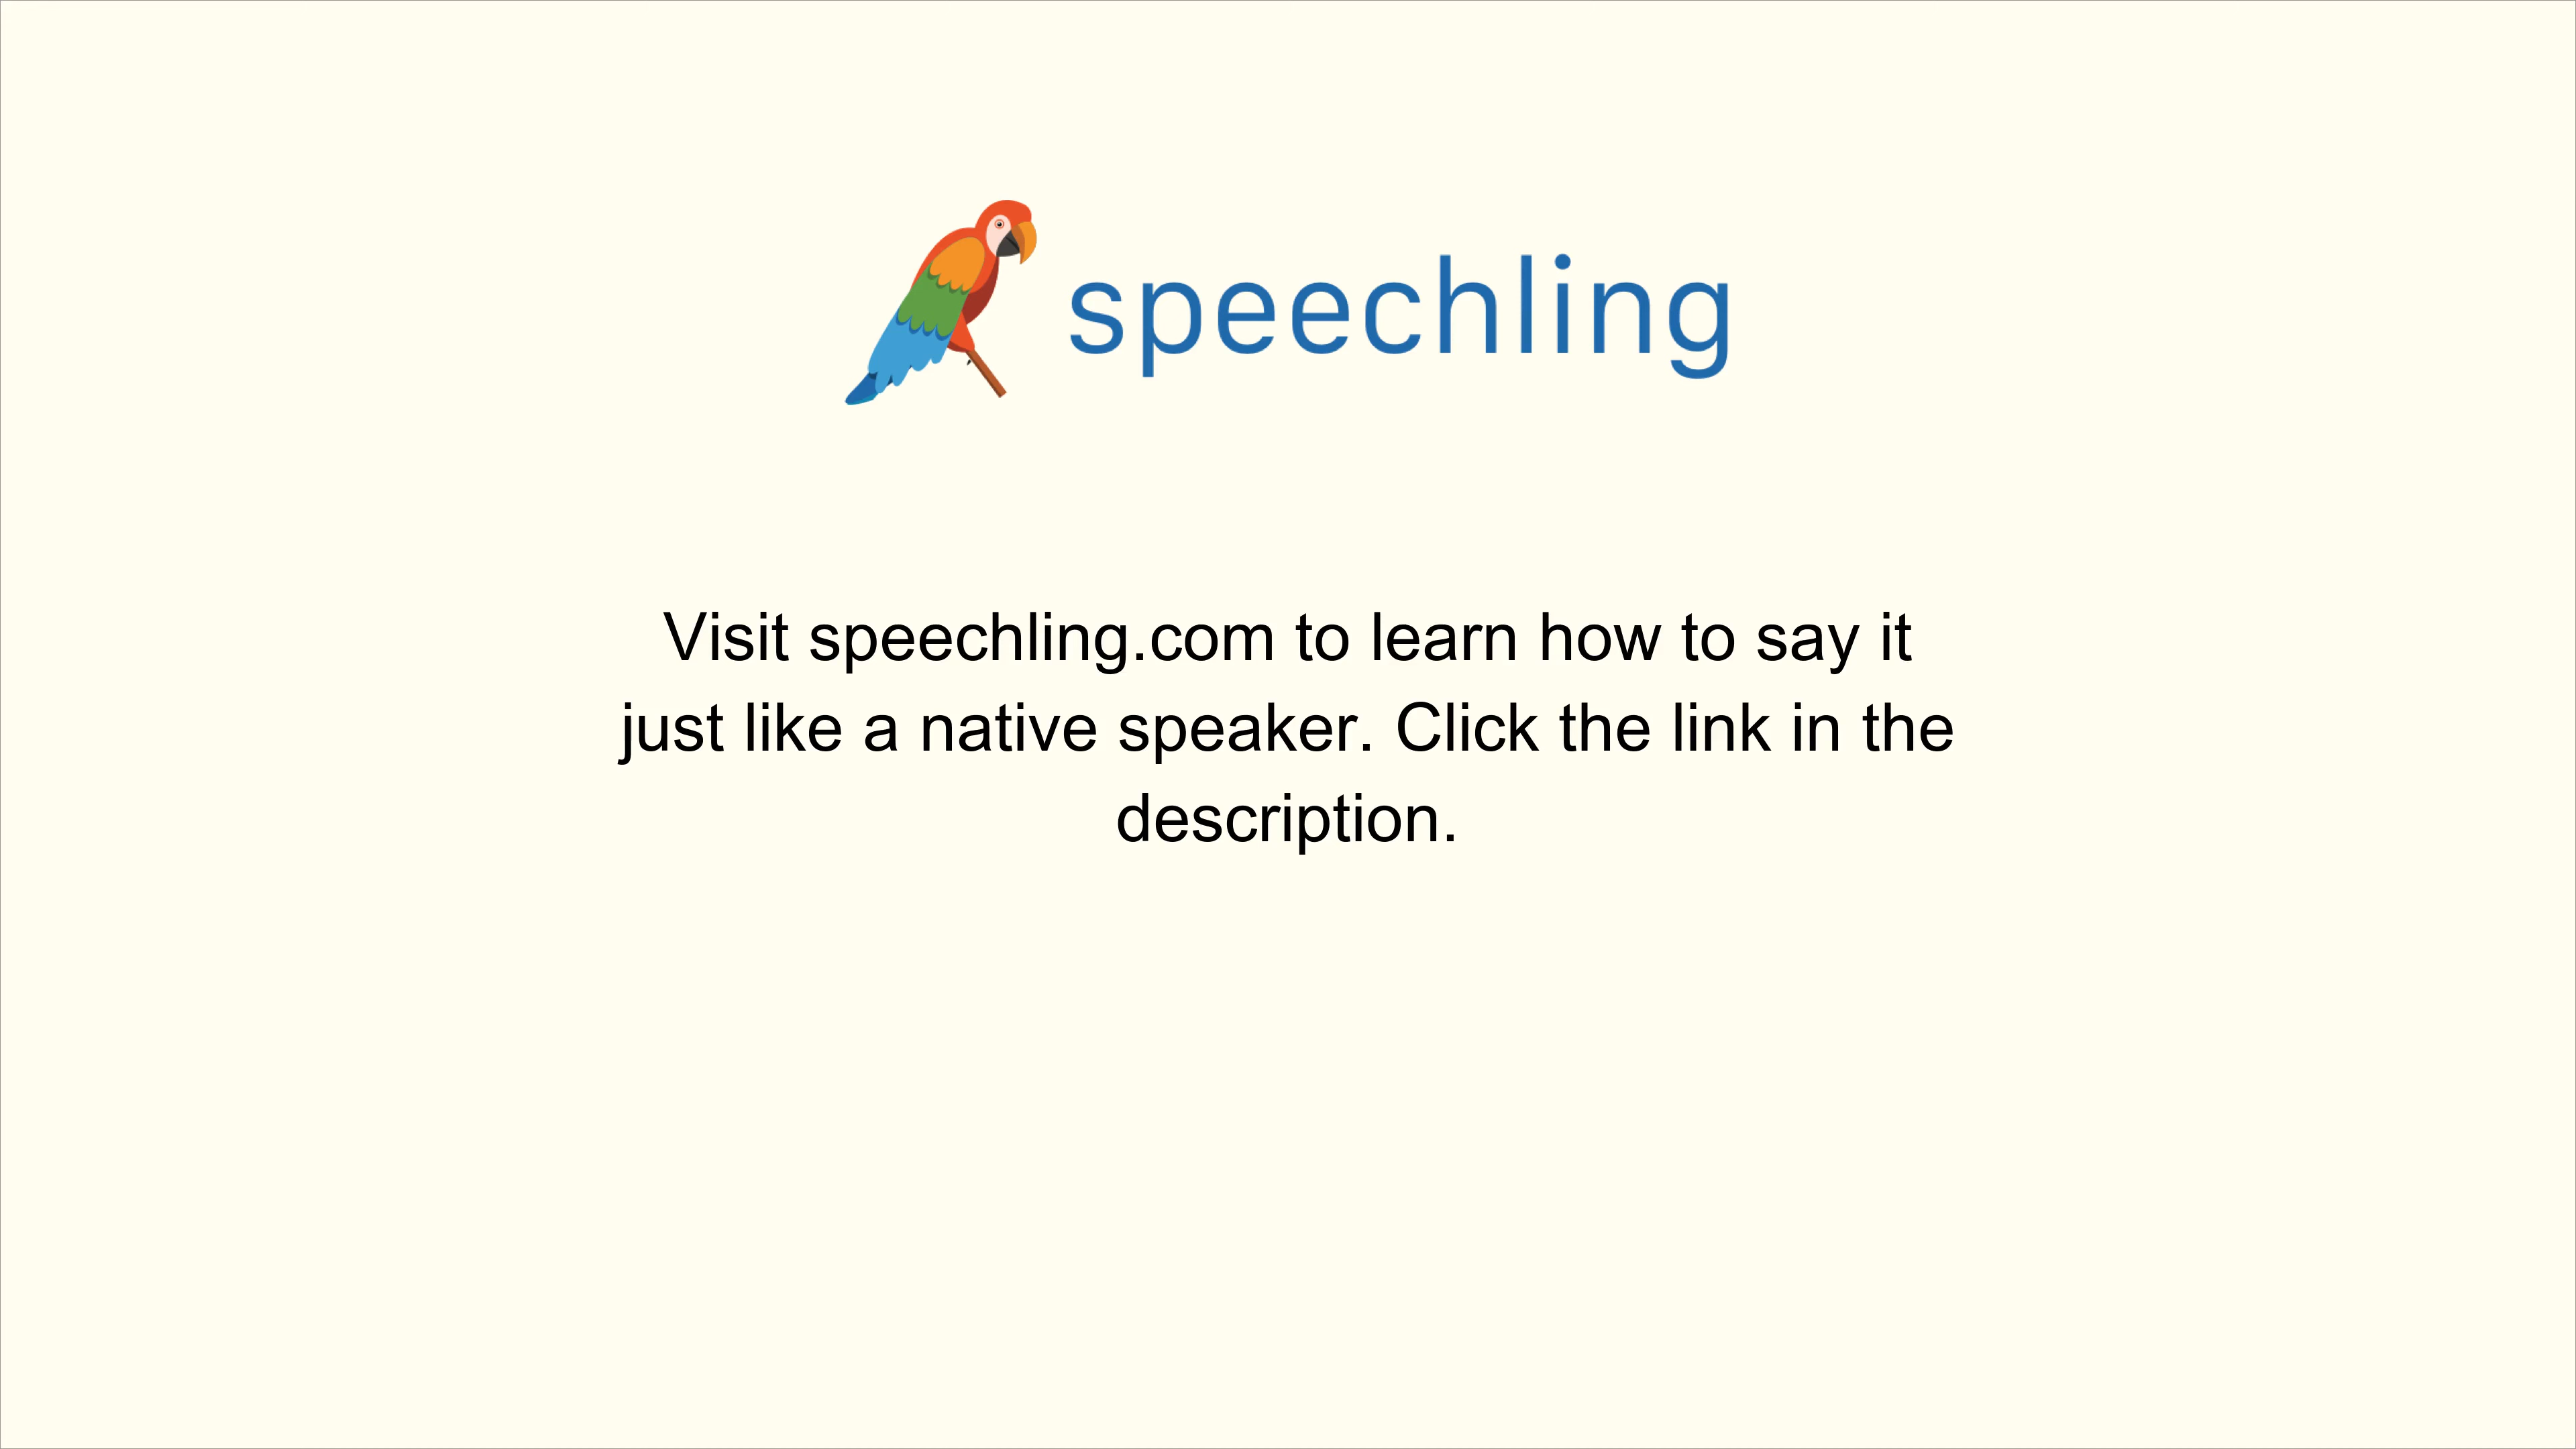 speechling
Visit speechling.com to learn how to say it
just like a native speaker. Click the link in the
description.